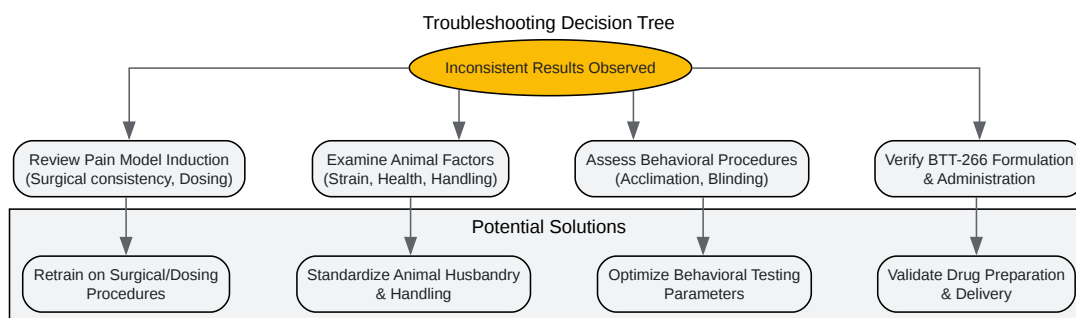 Troubleshooting Decision Tree
Inconsistent Results Observed
Review Pain Model Induction
(Surgical consistency, Dosing)
Examine Animal Factors
(Strain, Health, Handling)
Assess Behavioral Procedures
(Acclimation, Blinding)
Verify BTT-266 Formulation
& Administration
Potential Solutions
Retrain on Surgical/Dosing
Procedures
Standardize Animal Husbandry
& Handling
Optimize Behavioral Testing
Parameters
Validate Drug Preparation
& Delivery